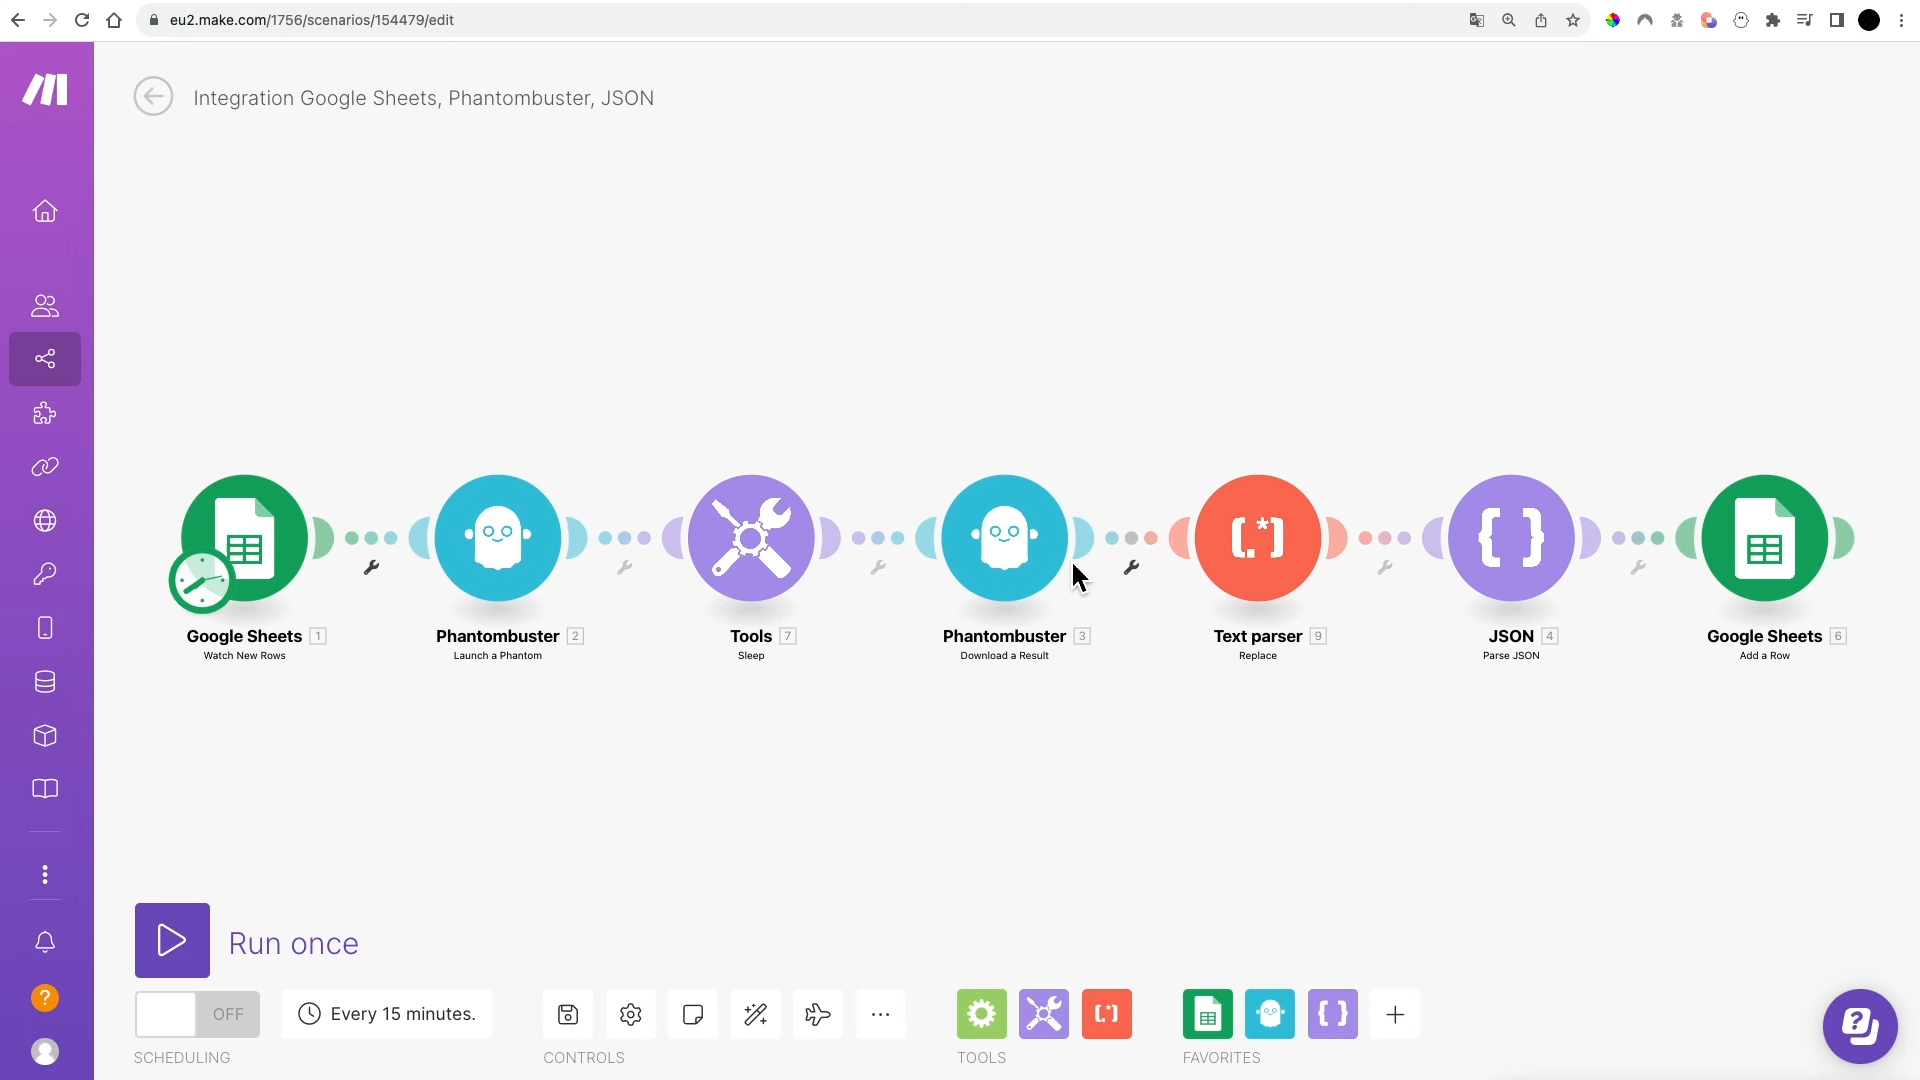 eu2.make.com/1756/scenarios/154479/edit
Integration Google Sheets, Phantombuster, JSON
Google Sheets 1
Watch New Rows
Phantombuster 2
Launch a Phantom
Tools 7
Sleep
Phantombuster 3
Download a Result
Text parser 9
Replace
JSON 4
Parse JSON
Google Sheets 6
Add a Row
Run once
OFF
Every 15 minutes.
SCHEDULING
CONTROLS
TOOLS
FAVORITES